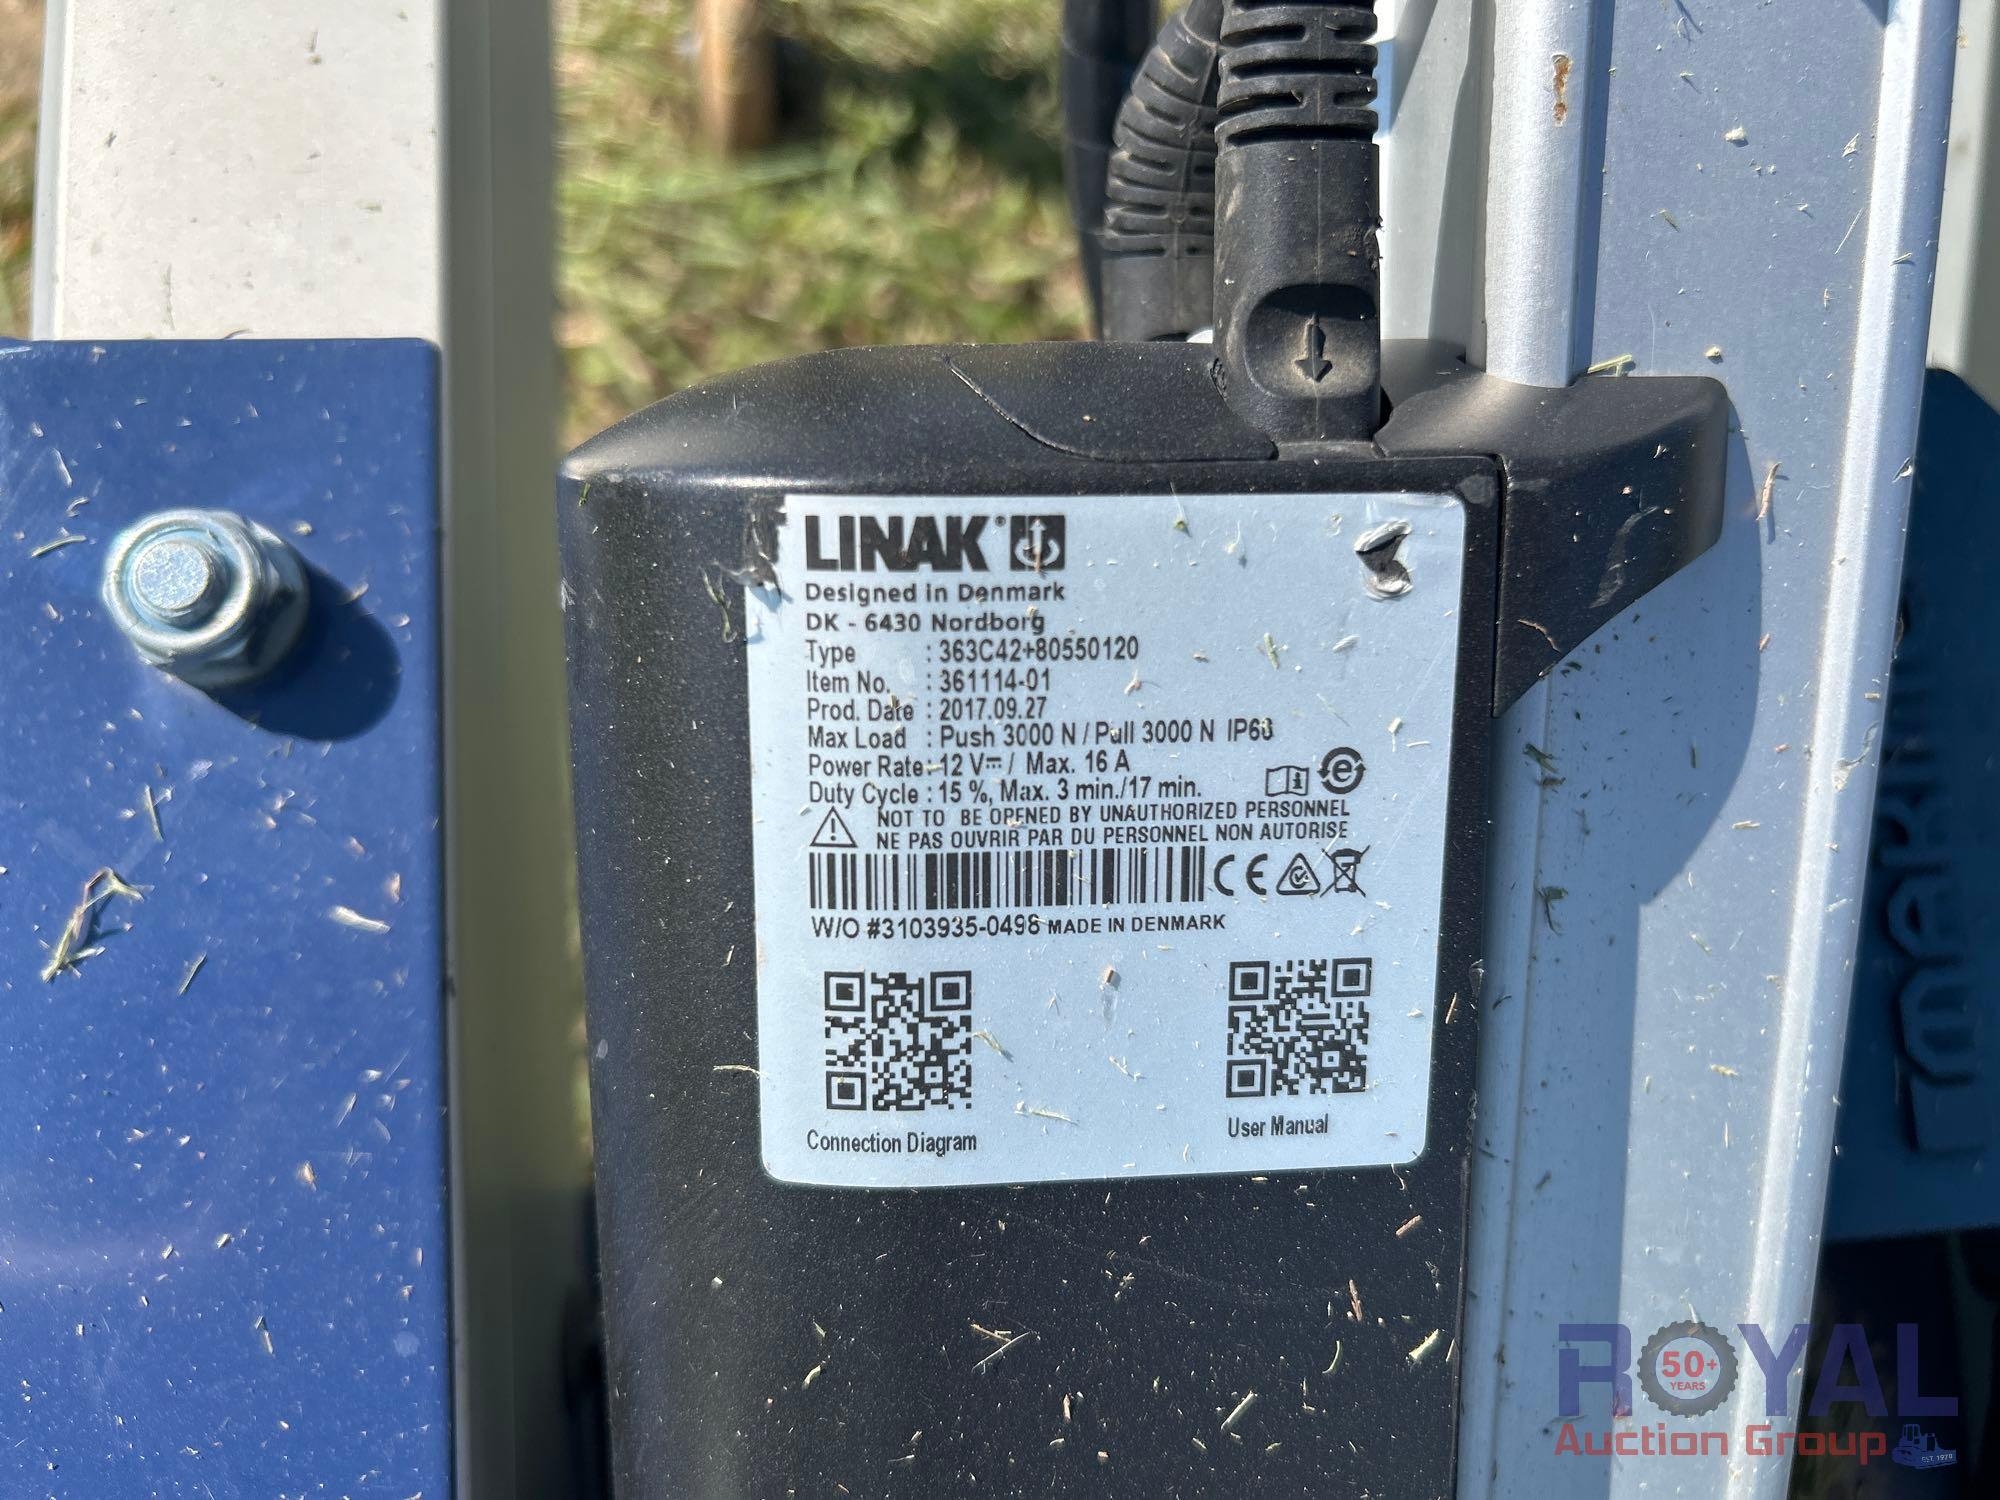 LINAK®
Designed in Denmark
DK - 6430 Nordborg
Type : 363C42+80550120
Item No. : 361114-01
Prod. Date : 2017.09.27
Max Load : Push 3000 N / Pull 3000 N
Power Rate: 12 V⎓ / Max. 16 A
Duty Cycle : 15 %, Max. 3 min./17 min.
NOT TO BE OPENED BY UNAUTHORIZED PERSONNEL
NE PAS OUVRIR PAR DU PERSONNEL NON AUTORISE
CE
W/O #3103935-0498 MADE IN DENMARK
Connection Diagram
User Manual
ROYAL
50+
YEARS
Auction Group
EST. 1970